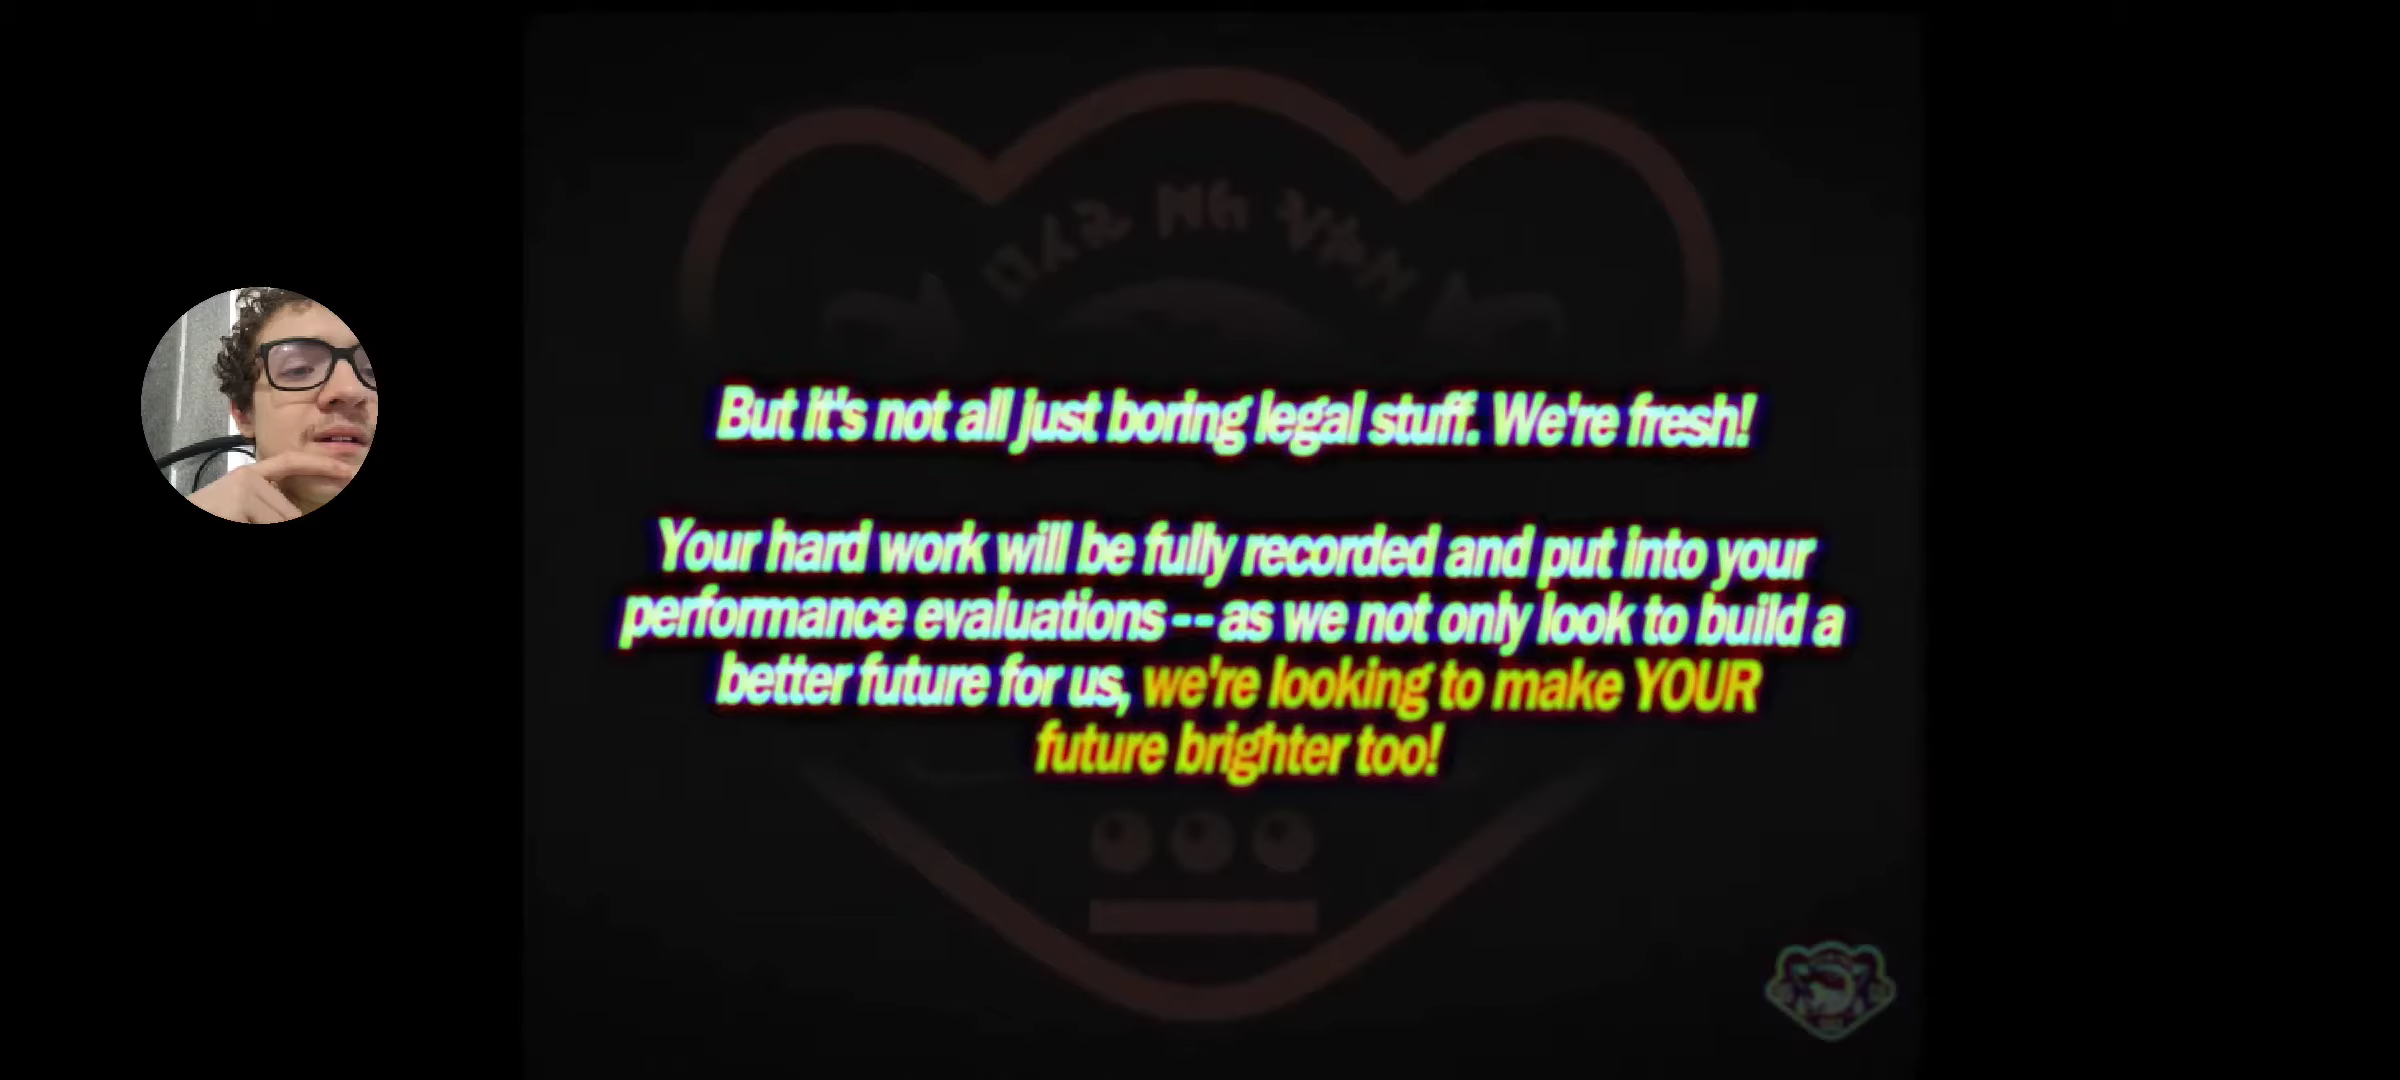 But it's not all just boring legal stuff. We're fresh!
Your hard work will be fully recorded and put into your
performance evaluations -- as we not only look to build a
better future for us, we're looking to make YOUR
future brighter too!